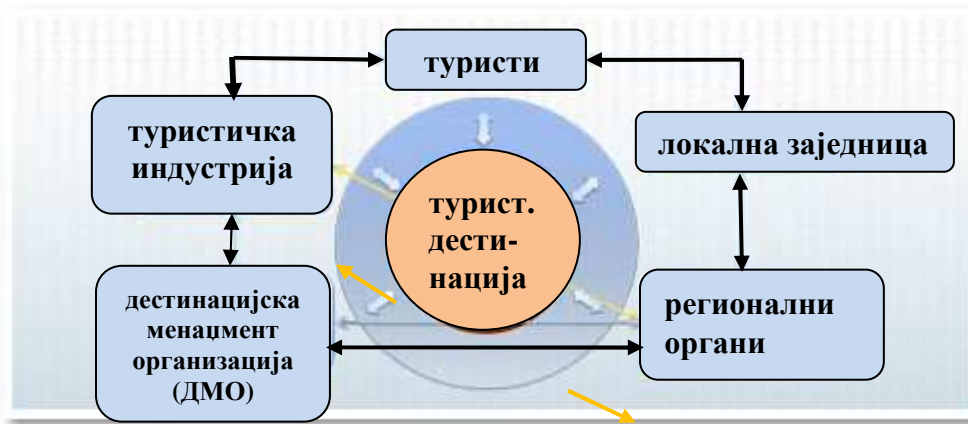 туристи
туристичка
индустрија
локална заједница
турист.
дести-
нација
дестинацијска
менаџмент
организација
(ДМО)
регионални
органи